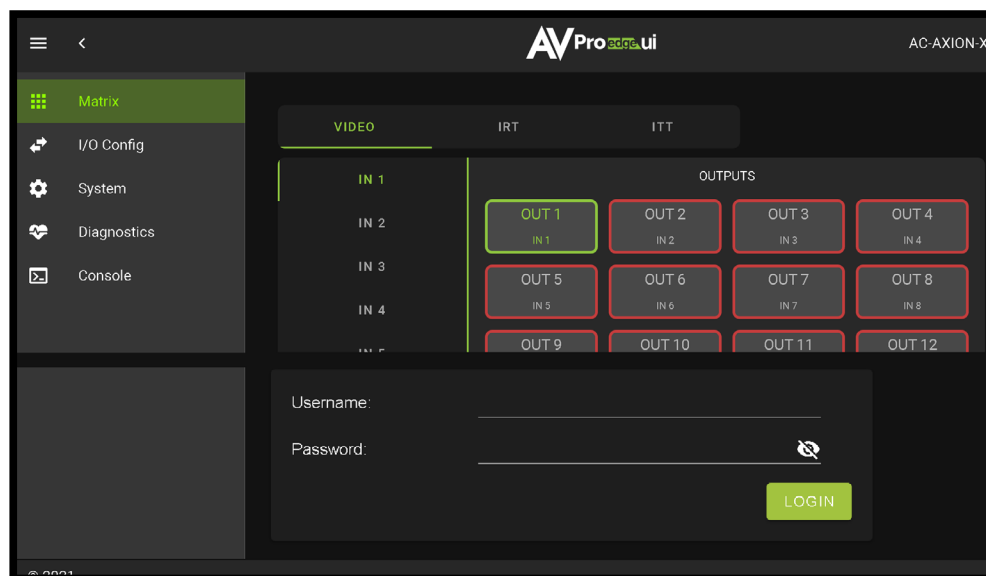 AVPro edge.ui
AC-AXION-X
Matrix
I/O Config
System
Diagnostics
Console
VIDEO IRT ITT
IN 1
IN 2
IN 3
IN 4
OUTPUTS
OUT 1 OUT 2 OUT 3 OUT 4
IN 1 IN 2 IN 3 IN 4
OUT 5 OUT 6 OUT 7 OUT 8
IN 5 IN 6 IN 7 IN 8
OUT 9 OUT 10 OUT 11 OUT 12
Username:
Password:
LOGIN
© 2021